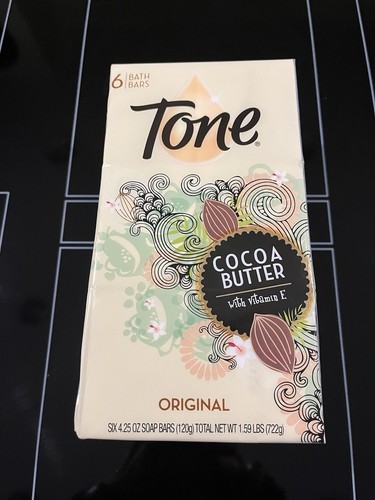 6 BATH
BARS
Tone®
COCOA
BUTTER
with vitamin E
ORIGINAL
SIX 4.25 OZ SOAP BARS (120g) TOTAL NET WT 1.59 LBS (722g)